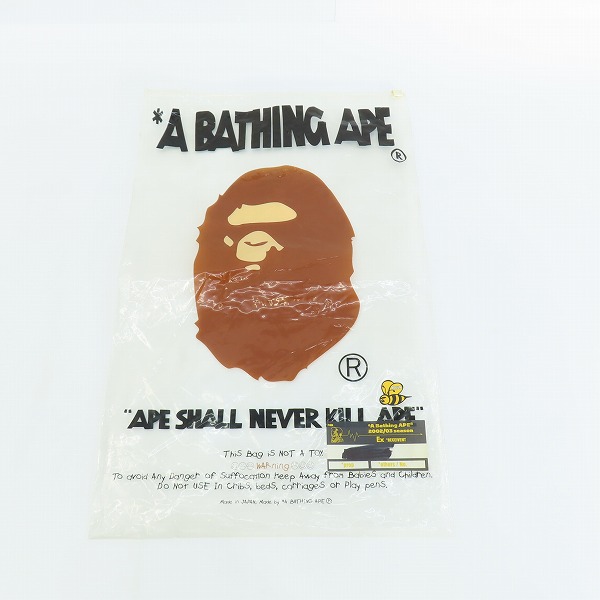 *A BATHING APE
®
®
"APE SHALL NEVER KILL APE"
"A Bathing APE"
2002/03 season
Ex
THIS BAG iS NOT A TOY
WARning
To avoid Any Danger of Suffocation Keep Away from Babies and Children.
DO NOT USE In Cribs, beds, carriages or Play pens.
Made in JAPAN. Made by *A BATHING APE®